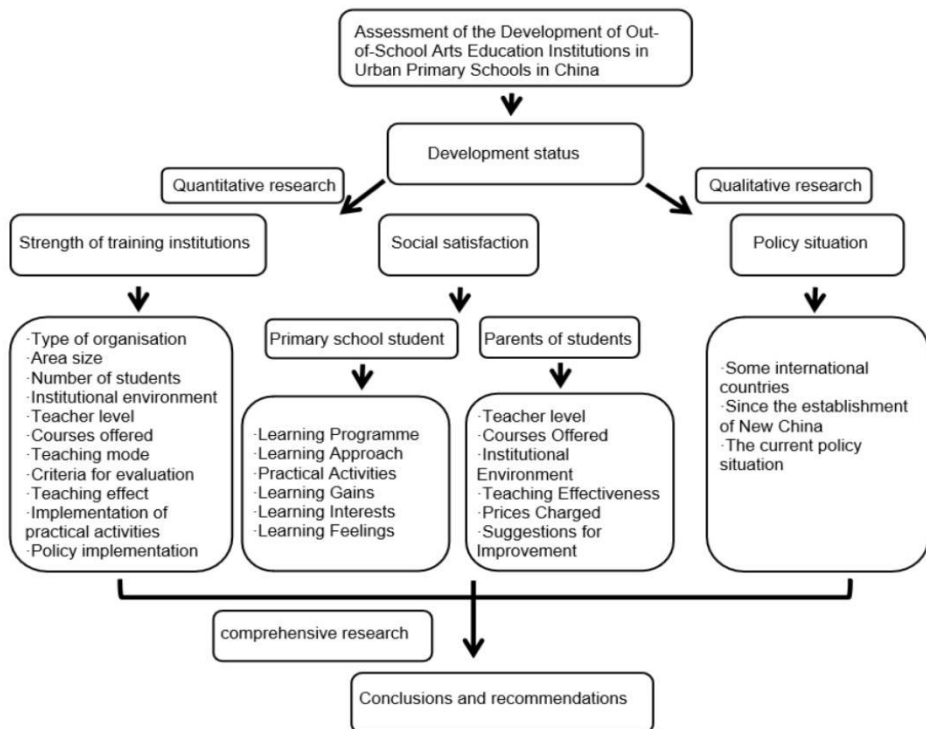 Assessment of the Development of Out-
of-School Arts Education Institutions in
Urban Primary Schools in China
Development status
Quantitative research
Qualitative research
Strength of training institutions
Social satisfaction
Policy situation
·Type of organisation
·Area size
·Number of students
·Institutional environment
·Teacher level
·Courses offered
·Teaching mode
·Criteria for evaluation
·Teaching effect
·Implementation of
practical activities
·Policy implementation
Primary school student
Parents of students
·Learning Programme
·Learning Approach
·Practical Activities
·Learning Gains
·Learning Interests
·Learning Feelings
·Teacher level
·Courses Offered
·Institutional
Environment
·Teaching Effectiveness
·Prices Charged
·Suggestions for
Improvement
·Some international
countries
·Since the establishment
of New China
·The current policy
situation
comprehensive research
Conclusions and recommendations